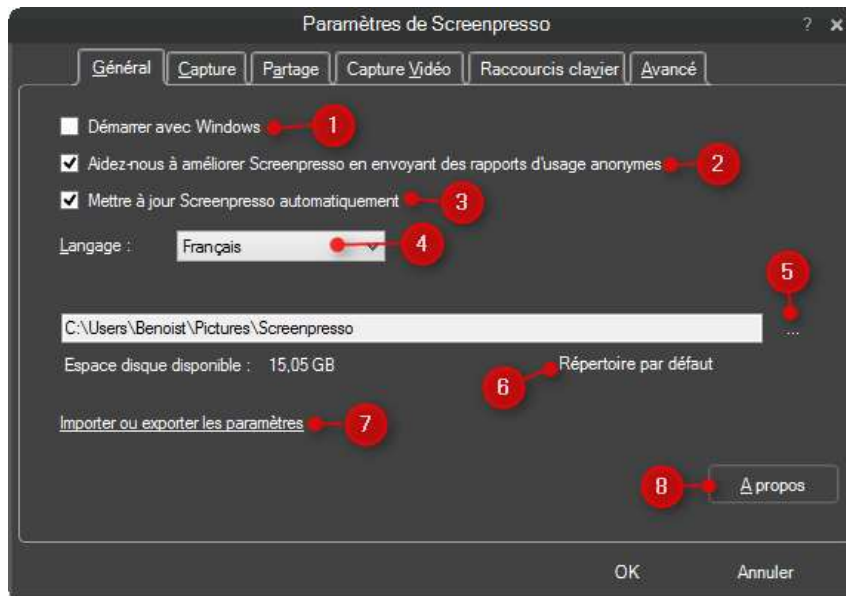 Paramètres de Screenpresso ? ×
Général Capture Partage Capture Vidéo Raccourcis clavier Avancé
Démarrer avec Windows 1
Aidez-nous à améliorer Screenpresso en envoyant des rapports d'usage anonymes 2
Mettre à jour Screenpresso automatiquement 3
Langage : Français 4
5
C:\Users\Benoist\Pictures\Screenpresso ...
Espace disque disponible : 15,05 GB 6 Répertoire par défaut
Importer ou exporter les paramètres 7
8 A propos
OK Annuler